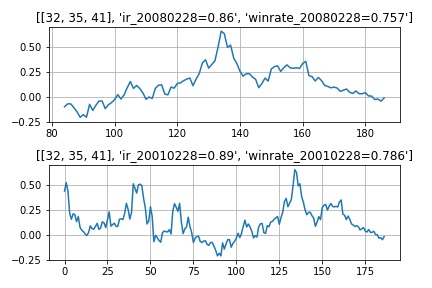 [[32, 35, 41], 'ir_20080228=0.86', 'winrate_20080228=0.757']
0.50
0.25
0.00
−0.25
80 100 120 140 160 180
[[32, 35, 41], 'ir_20010228=0.89', 'winrate_20010228=0.786']
0.50
0.25
0.00
−0.25
0 25 50 75 100 125 150 175